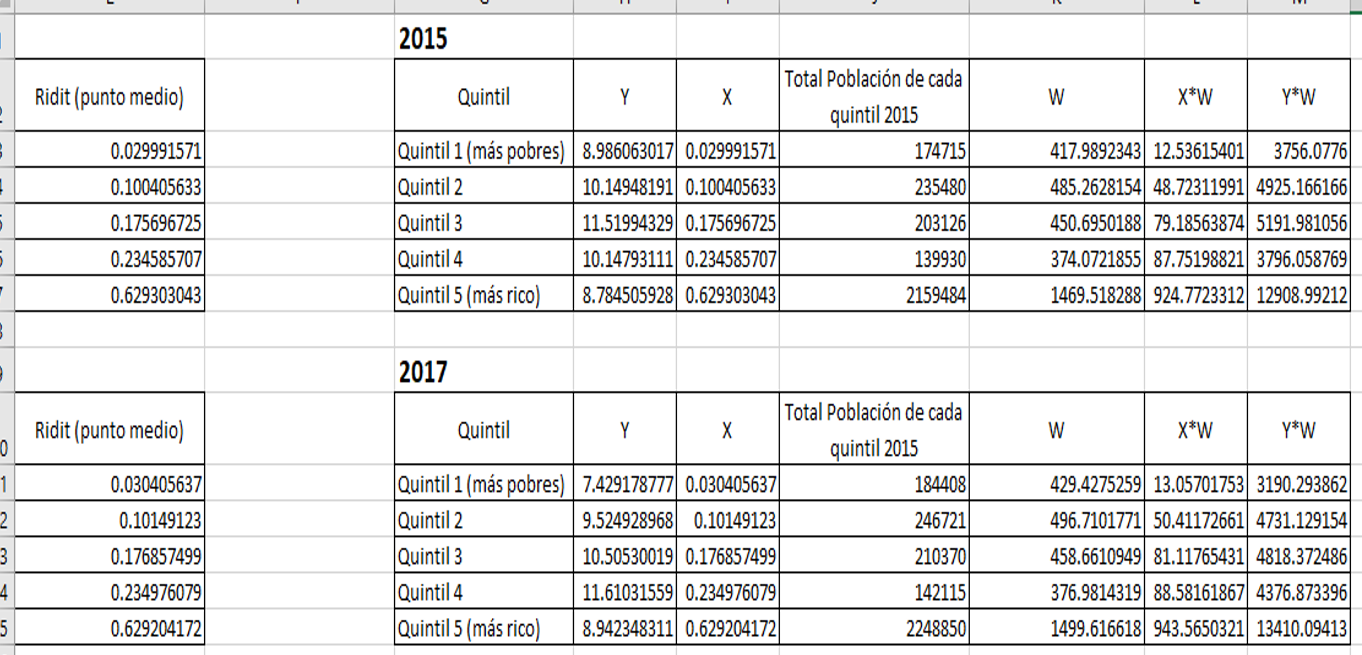 2015
Ridit (punto medio) Quintil Y X Total Población de cada quintil 2015 W X*W Y*W
0.029991571 Quintil 1 (más pobres) 8.986063017 0.029991571 174715 417.9892343 12.53615401 3756.0776
0.100405633 Quintil 2 10.14948191 0.100405633 235480 485.2628154 48.72311991 4925.166166
0.175696725 Quintil 3 11.51994329 0.175696725 203126 450.6950188 79.18563874 5191.981056
0.234585707 Quintil 4 10.14793111 0.234585707 139930 374.0721855 87.75198821 3796.058769
0.629303043 Quintil 5 (más rico) 8.784505928 0.629303043 2159484 1469.518288 924.7723312 12908.99212
2017
Ridit (punto medio) Quintil Y X Total Población de cada quintil 2015 W X*W Y*W
0.030405637 Quintil 1 (más pobres) 7.429178777 0.030405637 184408 429.4275259 13.05701753 3190.293862
0.10149123 Quintil 2 9.524928968 0.10149123 246721 496.7101771 50.41172661 4731.129154
0.176857499 Quintil 3 10.50530019 0.176857499 210370 458.6610949 81.11765431 4818.372486
0.234976079 Quintil 4 11.61031559 0.234976079 142115 376.9814319 88.58161867 4376.873396
0.629204172 Quintil 5 (más rico) 8.942348311 0.629204172 2248850 1499.616618 943.5650321 13410.09413